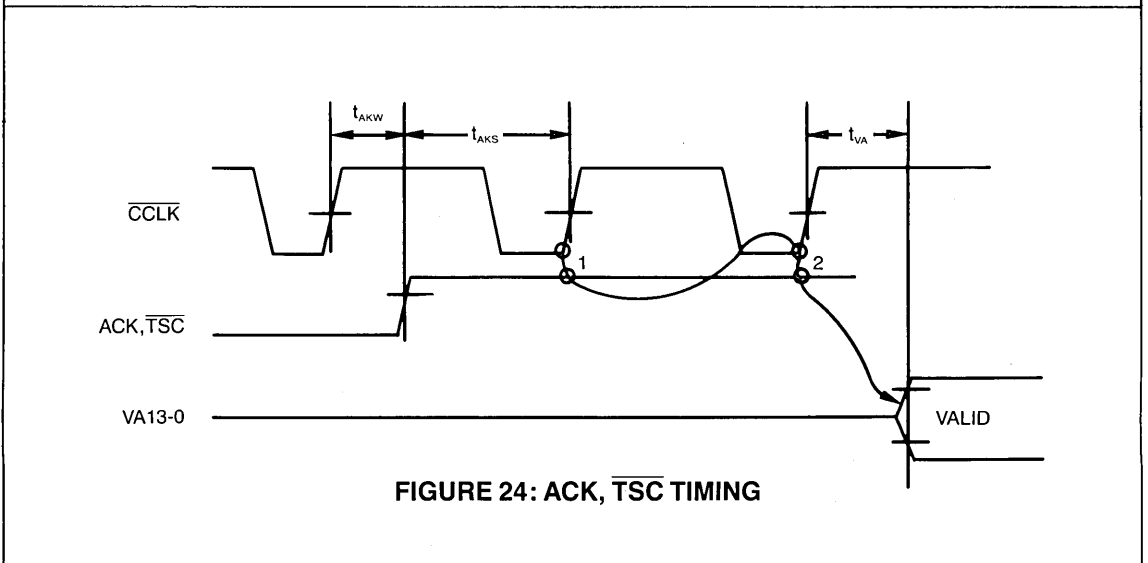 tAKW
tAKS
tVA
CCLK
1
2
ACK,TSC
VA13-0
VALID
FIGURE 24: ACK, TSC TIMING